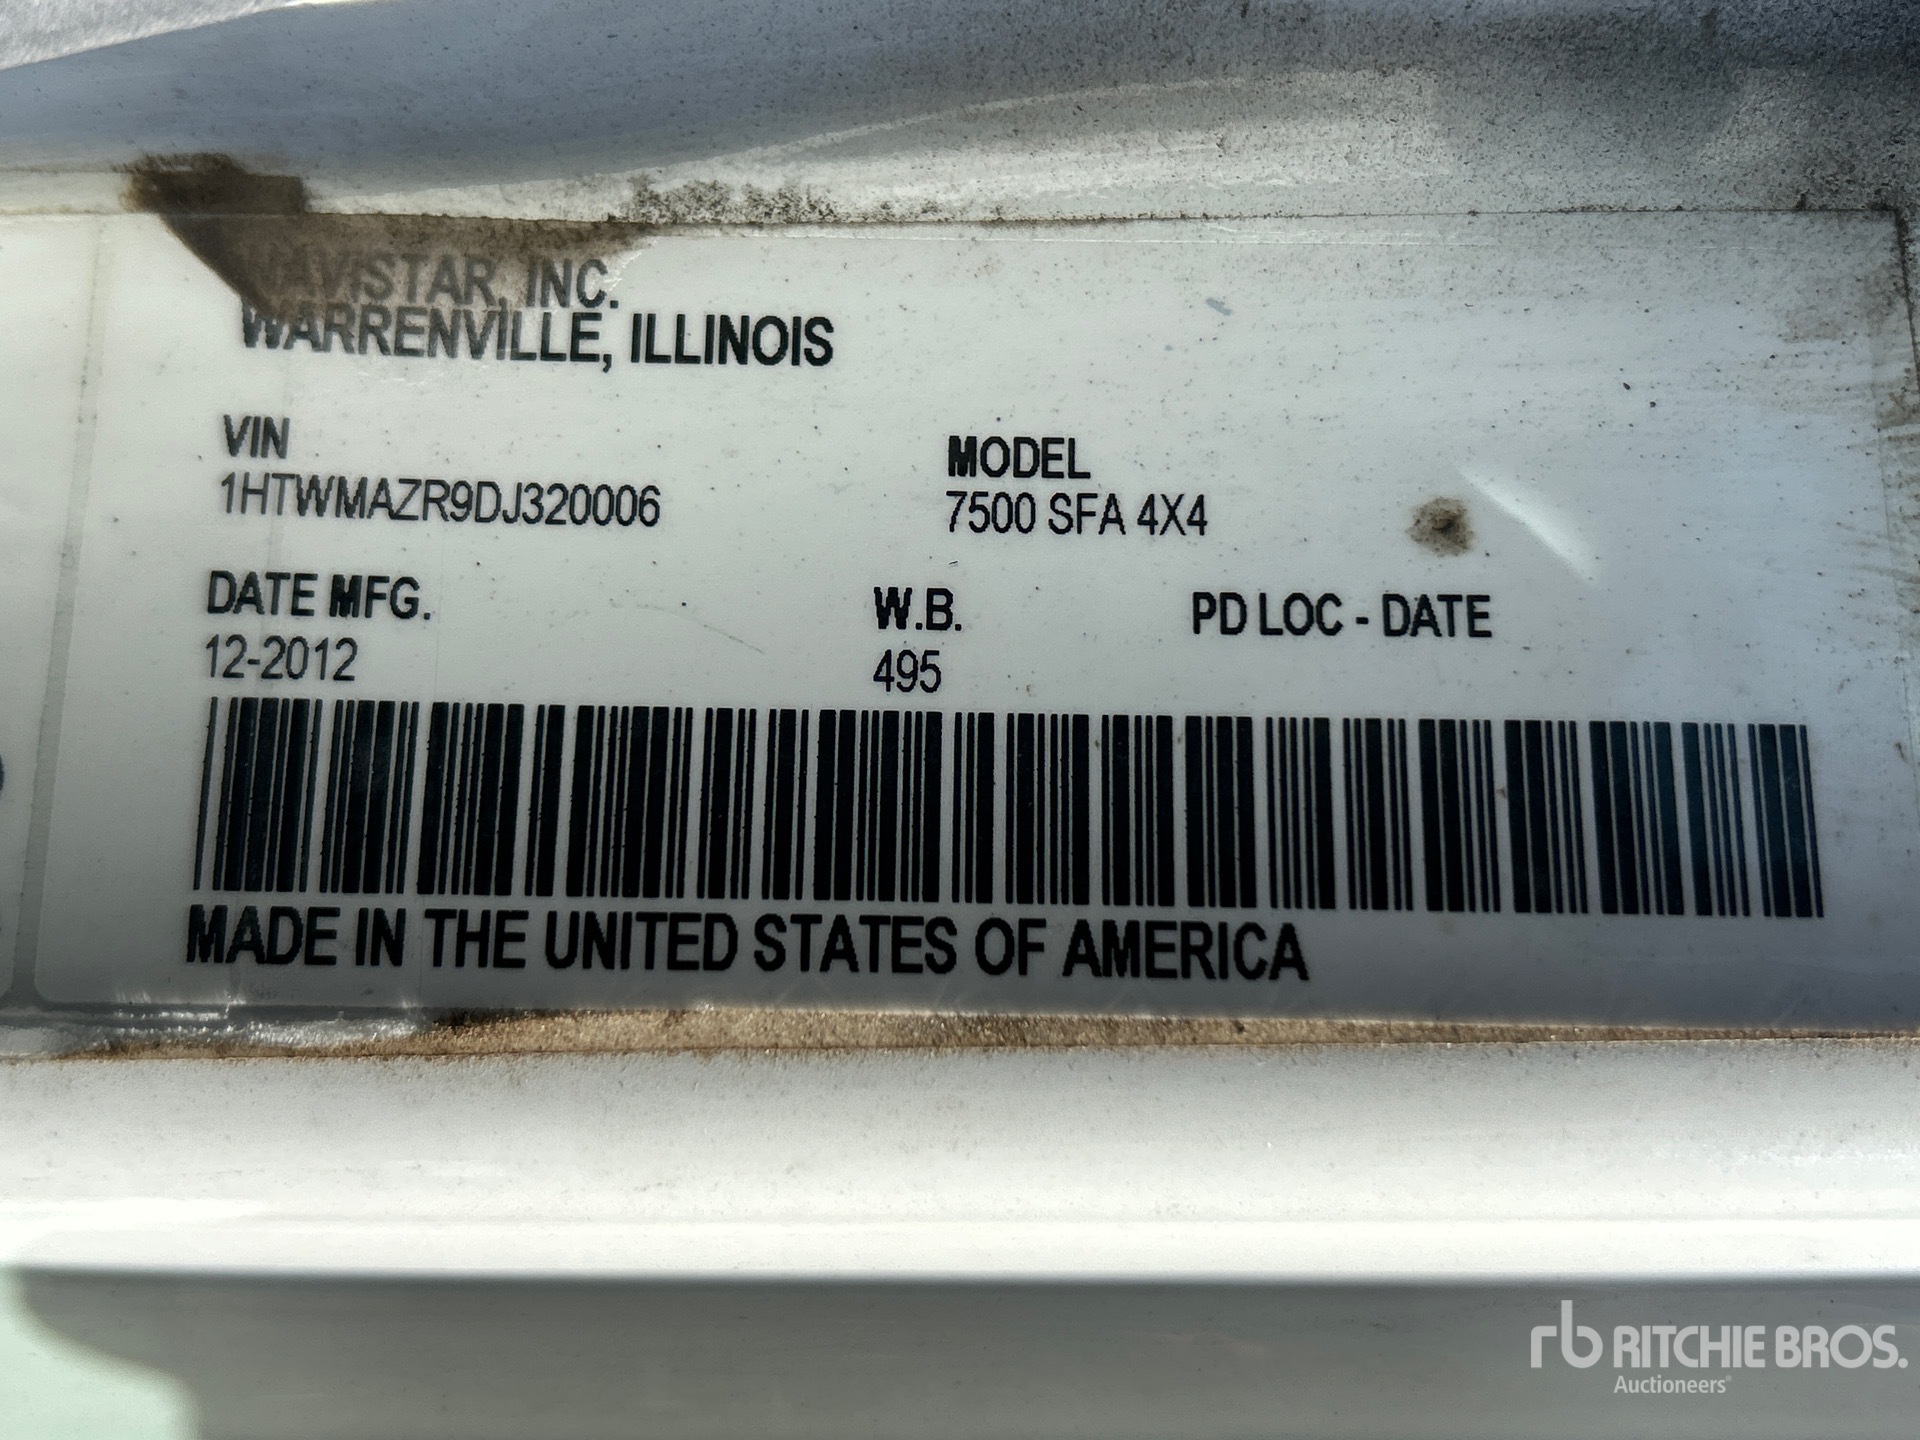 NAVISTAR, INC.
WARRENVILLE, ILLINOIS
VIN
1HTWMAZR9DJ320006
MODEL
7500 SFA 4X4
DATE MFG.
12-2012
W.B.
495
PD LOC - DATE
MADE IN THE UNITED STATES OF AMERICA
rb RITCHIE BROS.
Auctioneers